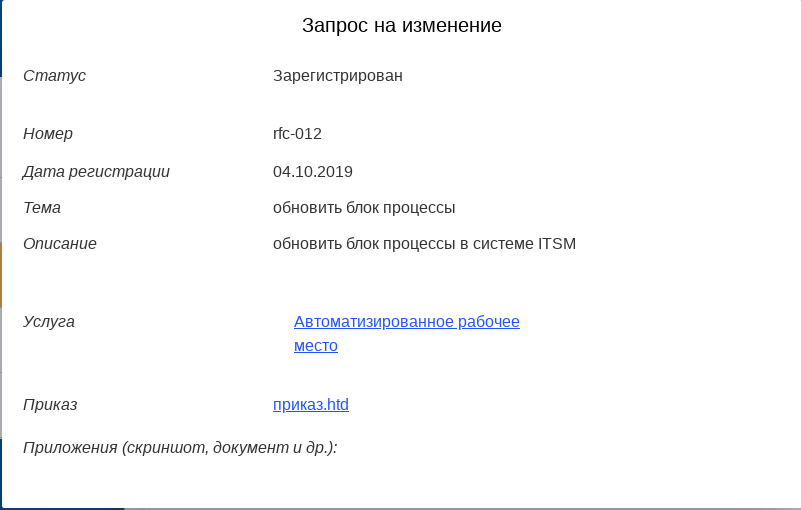 Запрос на изменение
Статус Зарегистрирован
Номер rfc-012
Дата регистрации 04.10.2019
Тема обновить блок процессы
Описание обновить блок процессы в системе ITSM
Услуга Автоматизированное рабочее
место
Приказ приказ.htd
Приложения (скриншот, документ и др.):